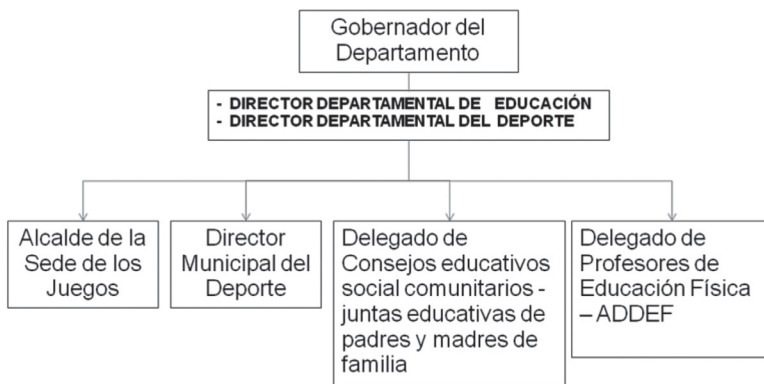 Gobernador del
Departamento
- DIRECTOR DEPARTAMENTAL DE EDUCACIÓN
- DIRECTOR DEPARTAMENTAL DEL DEPORTE
Alcalde de la
Sede de los
Juegos
Director
Municipal del
Deporte
Delegado de
Consejos educativos
social comunitarios -
juntas educativas de
padres y madres de
familia
Delegado de
Profesores de
Educación Física
– ADDEF